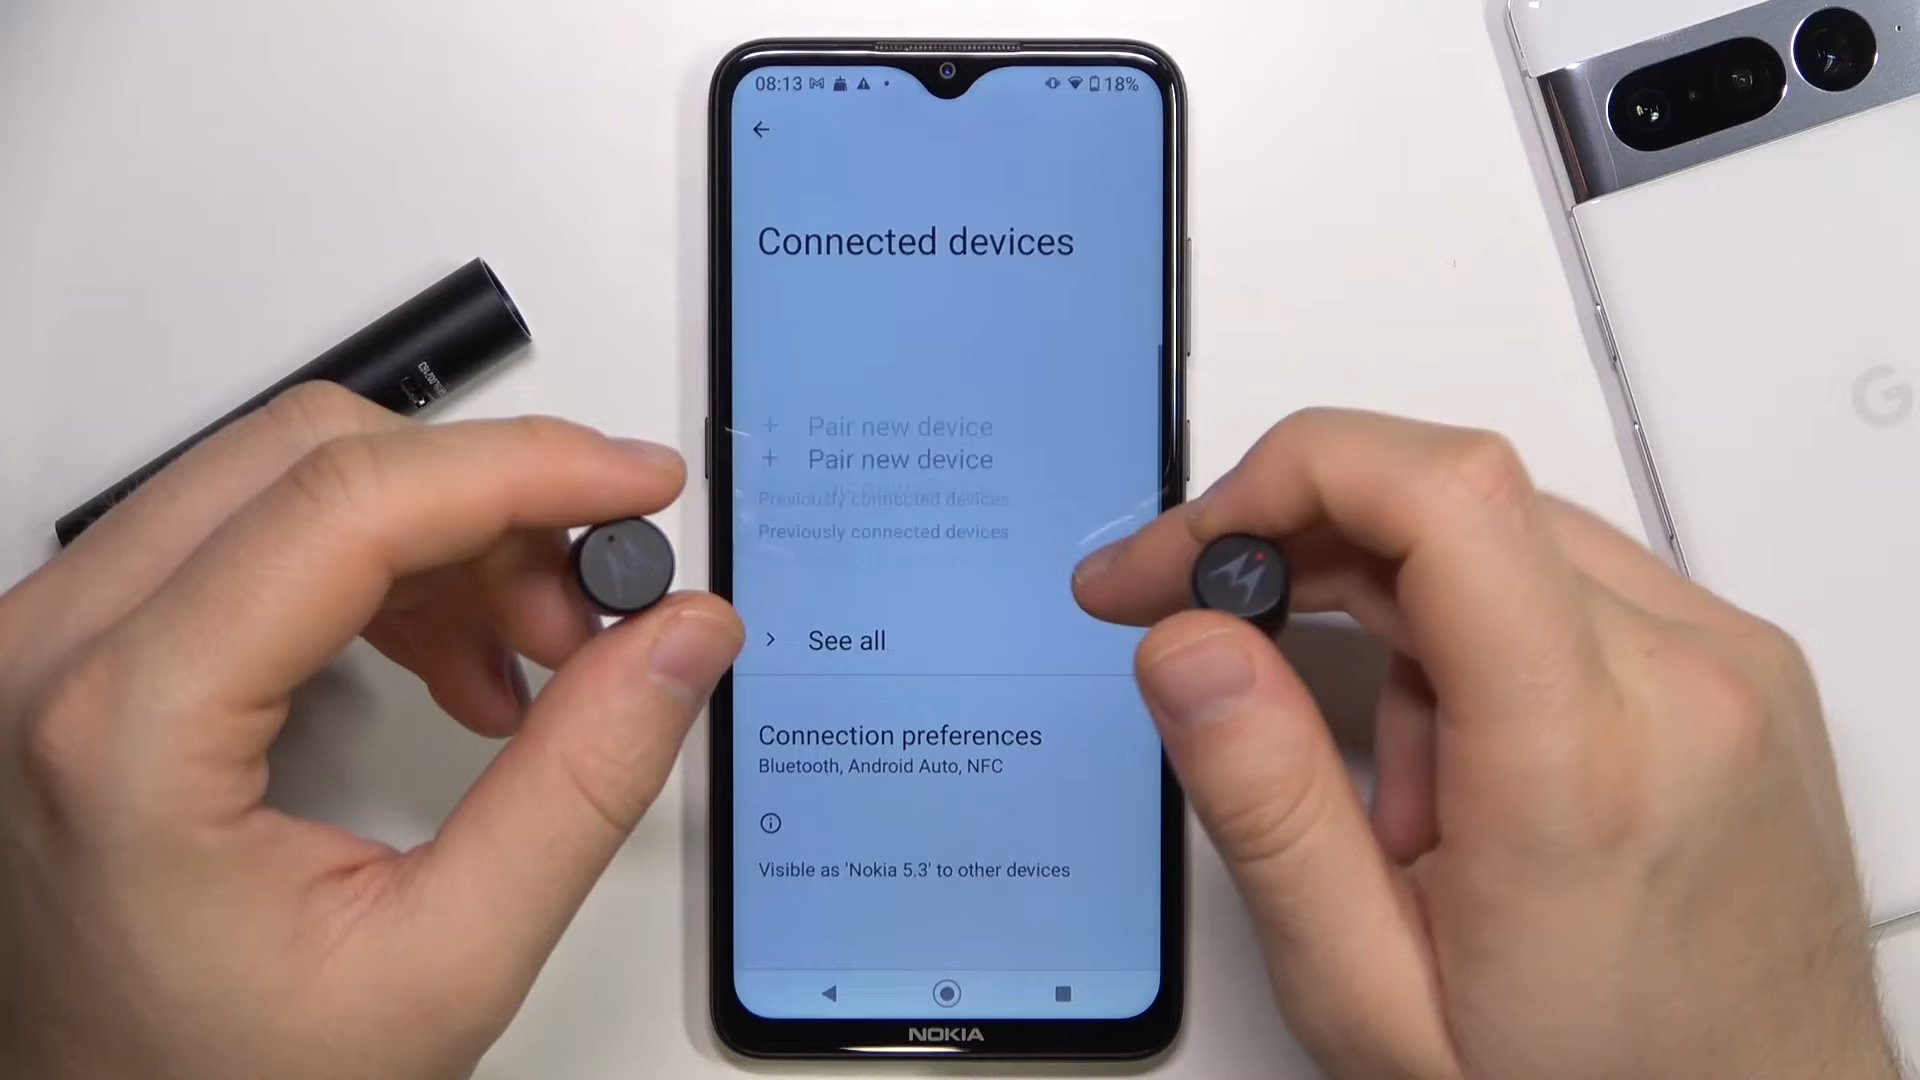 08:13
18%
Connected devices
+ Pair new device
+ Pair new device
Previously connected devices
Previously connected devices
See all
Connection preferences
Bluetooth, Android Auto, NFC
Visible as 'Nokia 5.3' to other devices
NOKIA
G